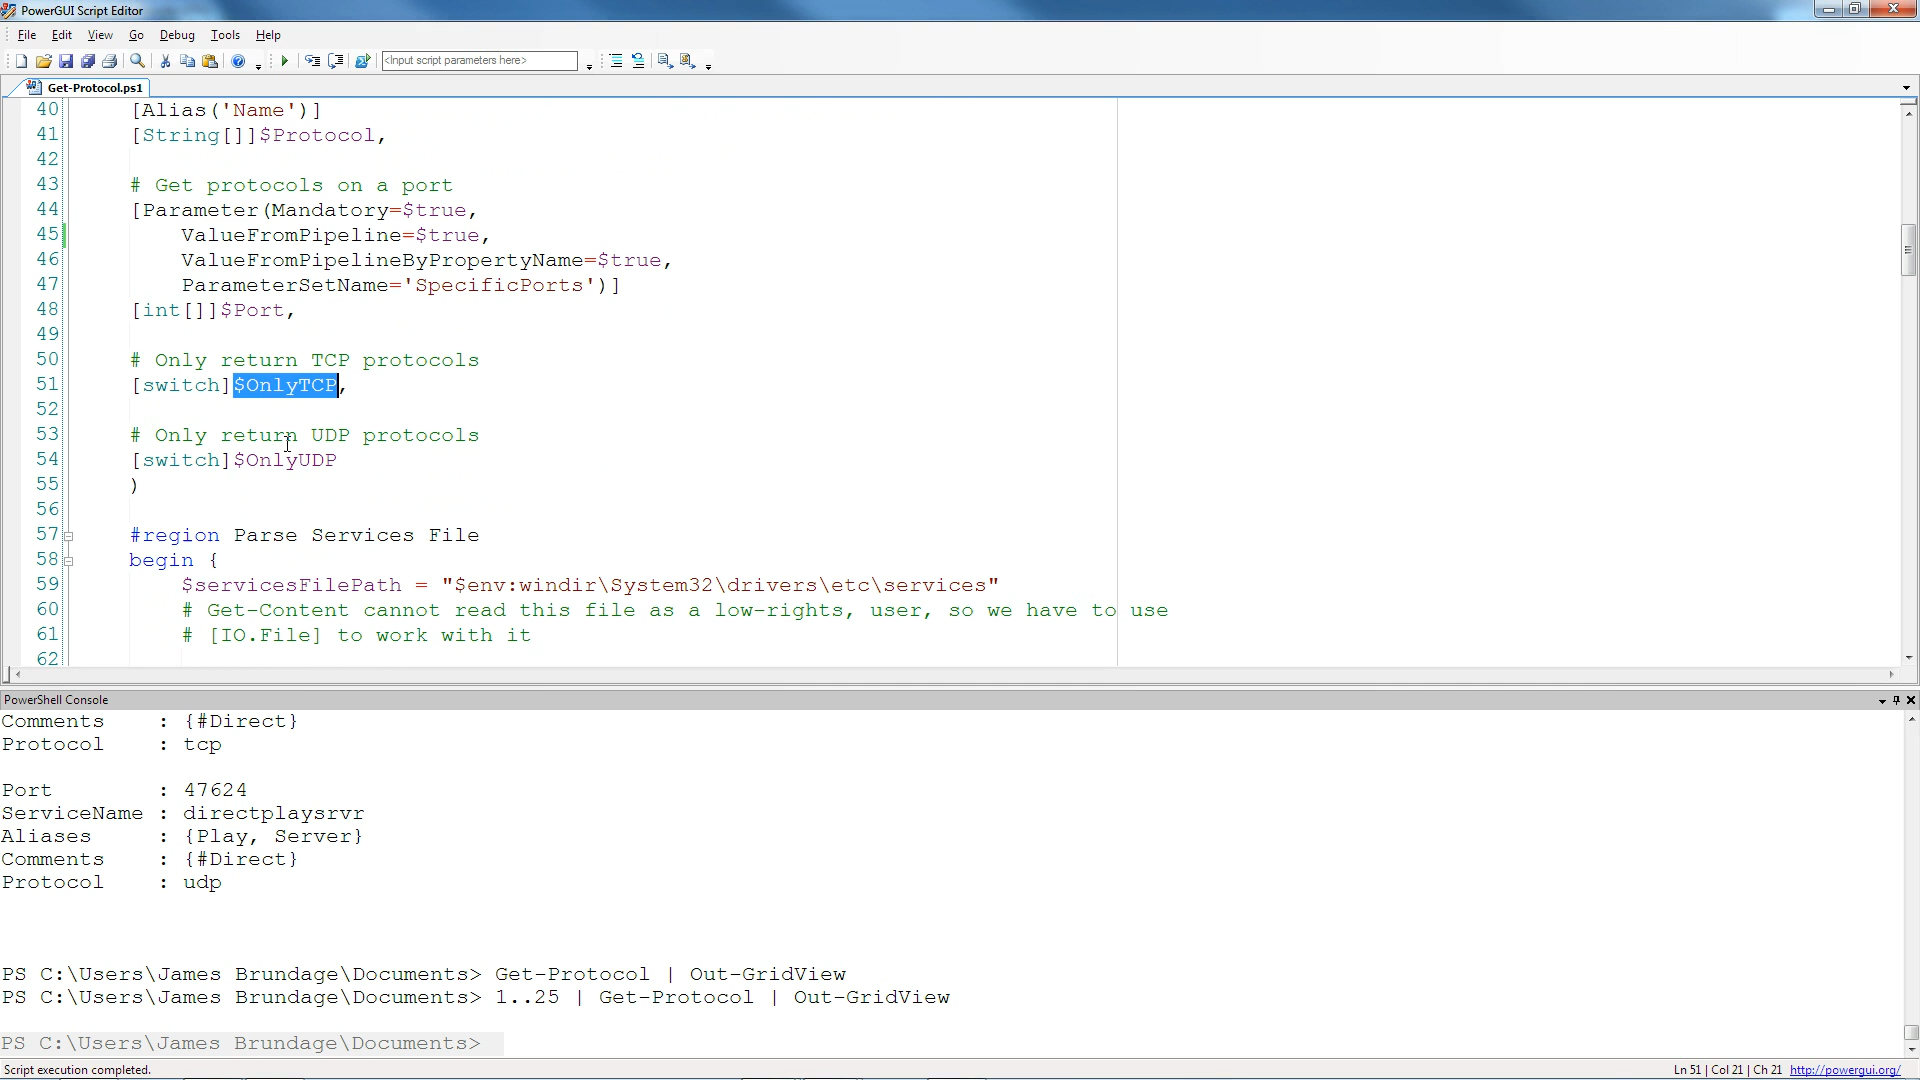 PowerGUI Script Editor
File Edit View Go Debug Tools Help
<Input script parameters here>
Get-Protocol.ps1
40 [Alias('Name')]
41 [String[]]$Protocol,
42
43 # Get protocols on a port
44 [Parameter(Mandatory=$true,
45 ValueFromPipeline=$true,
46 ValueFromPipelineByPropertyName=$true,
47 ParameterSetName='SpecificPorts')]
48 [int[]]$Port,
49
50 # Only return TCP protocols
51 [switch]$OnlyTCP,
52
53 # Only return UDP protocols
54 [switch]$OnlyUDP
55 )
56
57 #region Parse Services File
58 begin {
59 $servicesFilePath = "$env:windir\System32\drivers\etc\services"
60 # Get-Content cannot read this file as a low-rights, user, so we have to use
61 # [IO.File] to work with it
62
PowerShell Console
Comments : {#Direct}
Protocol : tcp
Port : 47624
ServiceName : directplaysrvr
Aliases : {Play, Server}
Comments : {#Direct}
Protocol : udp
PS C:\Users\James Brundage\Documents> Get-Protocol | Out-GridView
PS C:\Users\James Brundage\Documents> 1..25 | Get-Protocol | Out-GridView
PS C:\Users\James Brundage\Documents>
Script execution completed.
Ln 51 | Col 21 | Ch 21 http://powergui.org/